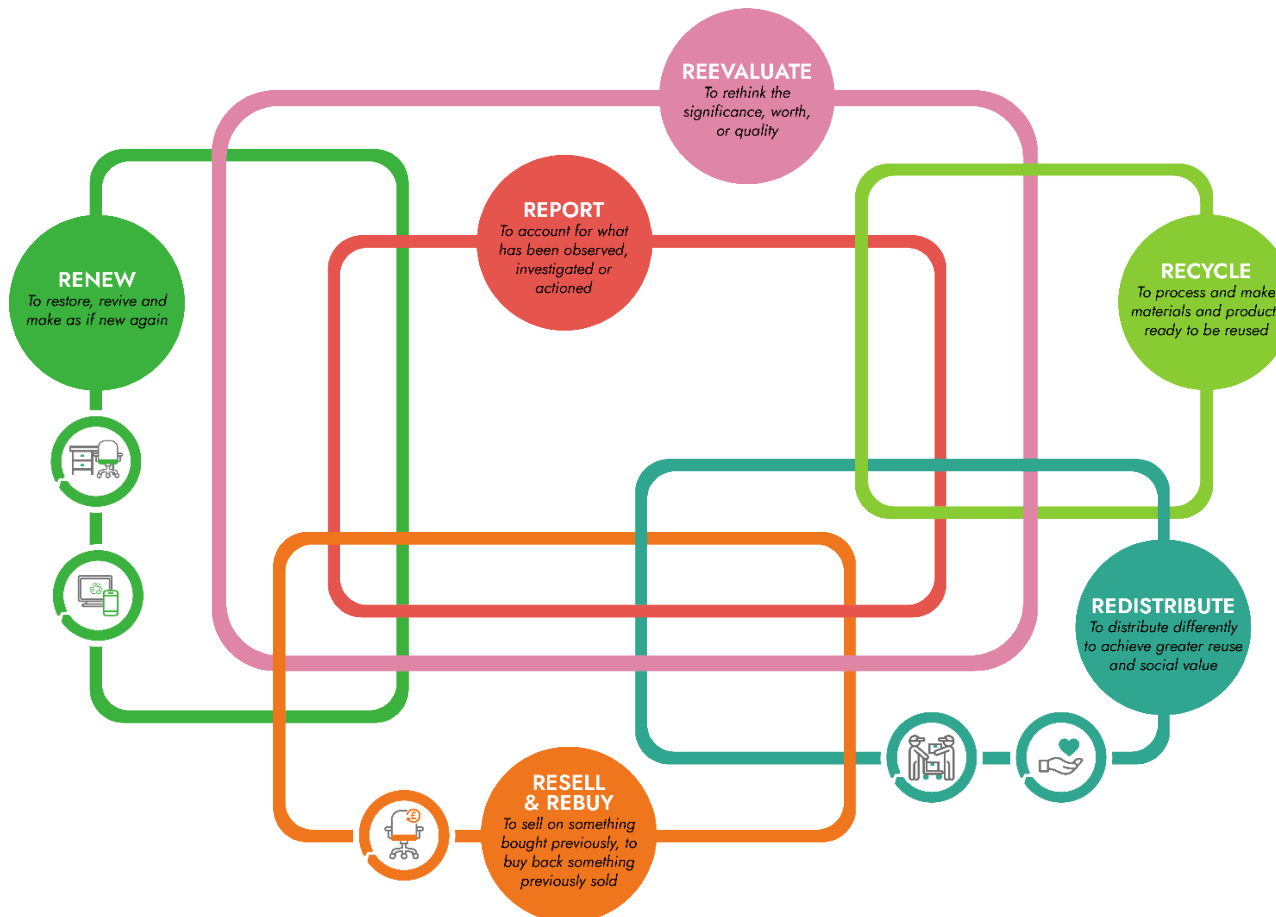 REEVALUATE
To rethink the
significance, worth,
or quality
REPORT
To account for what
has been observed,
investigated or
actioned
RENEW
To restore, revive and
make as if new again
RECYCLE
To process and make
materials and product
ready to be reused
REDISTRIBUTE
To distribute differently
to achieve greater reuse
and social value
RESELL
& REBUY
To sell on something
bought previously, to
buy back something
previously sold
£